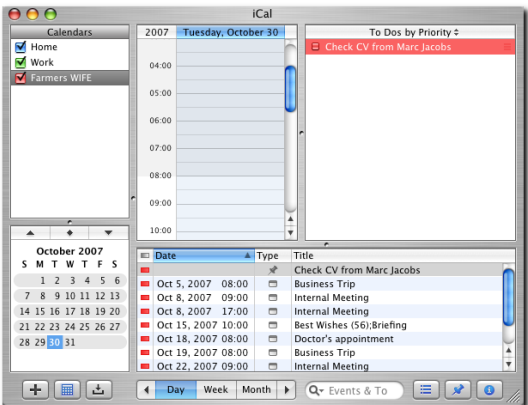 iCal
Calendars
Home
Work
Farmers WIFE
2007 Tuesday, October 30
04:00
05:00
06:00
07:00
08:00
09:00
10:00
To Dos by Priority
Check CV from Marc Jacobs
October 2007
S M T W T F S
1 2 3 4 5 6
7 8 9 10 11 12 13
14 15 16 17 18 19 20
21 22 23 24 25 26 27
28 29 30 31
Date Type Title
Check CV from Marc Jacobs
Oct 5, 2007 08:00 Business Trip
Oct 8, 2007 09:00 Internal Meeting
Oct 8, 2007 17:00 Internal Meeting
Oct 15, 2007 10:00 Best Wishes (56);Briefing
Oct 18, 2007 08:00 Doctor's appointment
Oct 19, 2007 08:00 Business Trip
Oct 22, 2007 09:00 Internal Meeting
Day Week Month
Events & To